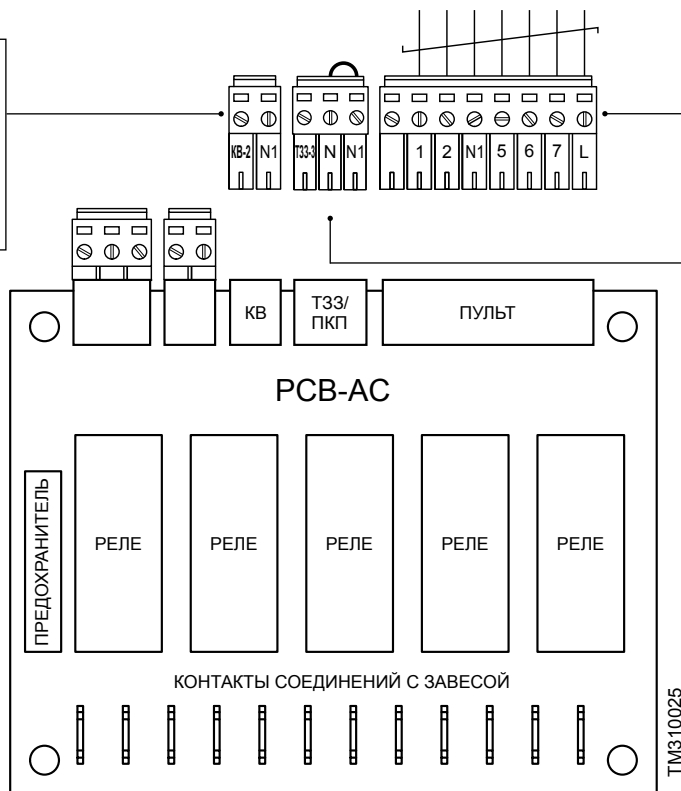 КВ-2 N1 ТЗЗ-3 N N1 1 2 N1 5 6 7 L
КВ
ТЗЗ/
ПКП
ПУЛЬТ
PCB-AC
ПРЕДОХРАНИТЕЛЬ
РЕЛЕ РЕЛЕ РЕЛЕ РЕЛЕ РЕЛЕ
КОНТАКТЫ СОЕДИНЕНИЙ С ЗАВЕСОЙ
TM310025